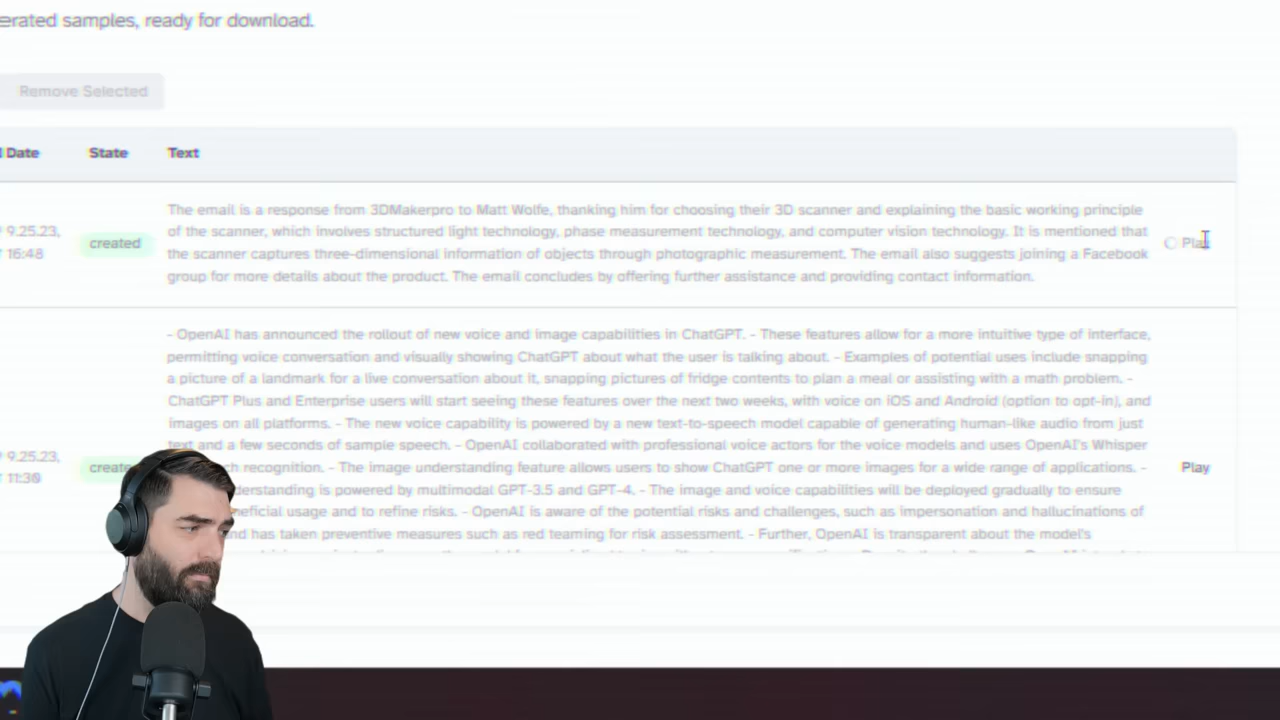 erated samples, ready for download.
Remove Selected
Date State Text
The email is a response from 3DMakerpro to Matt Wolfe, thanking him for choosing their 3D scanner and explaining the basic working principle
of the scanner, which involves structured light technology, phase measurement technology, and computer vision technology. It is mentioned that
the scanner captures three-dimensional information of objects through photographic measurement. The email also suggests joining a Facebook
group for more details about the product. The email concludes by offering further assistance and providing contact information.
9.25.23,
16:48
created
Play
- OpenAI has announced the rollout of new voice and image capabilities in ChatGPT. - These features allow for a more intuitive type of interface,
permitting voice conversation and visually showing ChatGPT about what the user is talking about. - Examples of potential uses include snapping
a picture of a landmark for a live conversation about it, snapping pictures of fridge contents to plan a meal or assisting with a math problem. -
ChatGPT Plus and Enterprise users will start seeing these features over the next two weeks, with voice on iOS and Android (option to opt-in), and
images on all platforms. - The new voice capability is powered by a new text-to-speech model capable of generating human-like audio from just
text and a few seconds of sample speech. - OpenAI collaborated with professional voice actors for the voice models and uses OpenAI's Whisper
ch recognition. - The image understanding feature allows users to show ChatGPT one or more images for a wide range of applications. -
derstanding is powered by multimodal GPT-3.5 and GPT-4. - The image and voice capabilities will be deployed gradually to ensure
eficial usage and to refine risks. - OpenAI is aware of the potential risks and challenges, such as impersonation and hallucinations of
nd has taken preventive measures such as red teaming for risk assessment. - Further, OpenAI is transparent about the model's
9.25.23,
11:30
create
Play